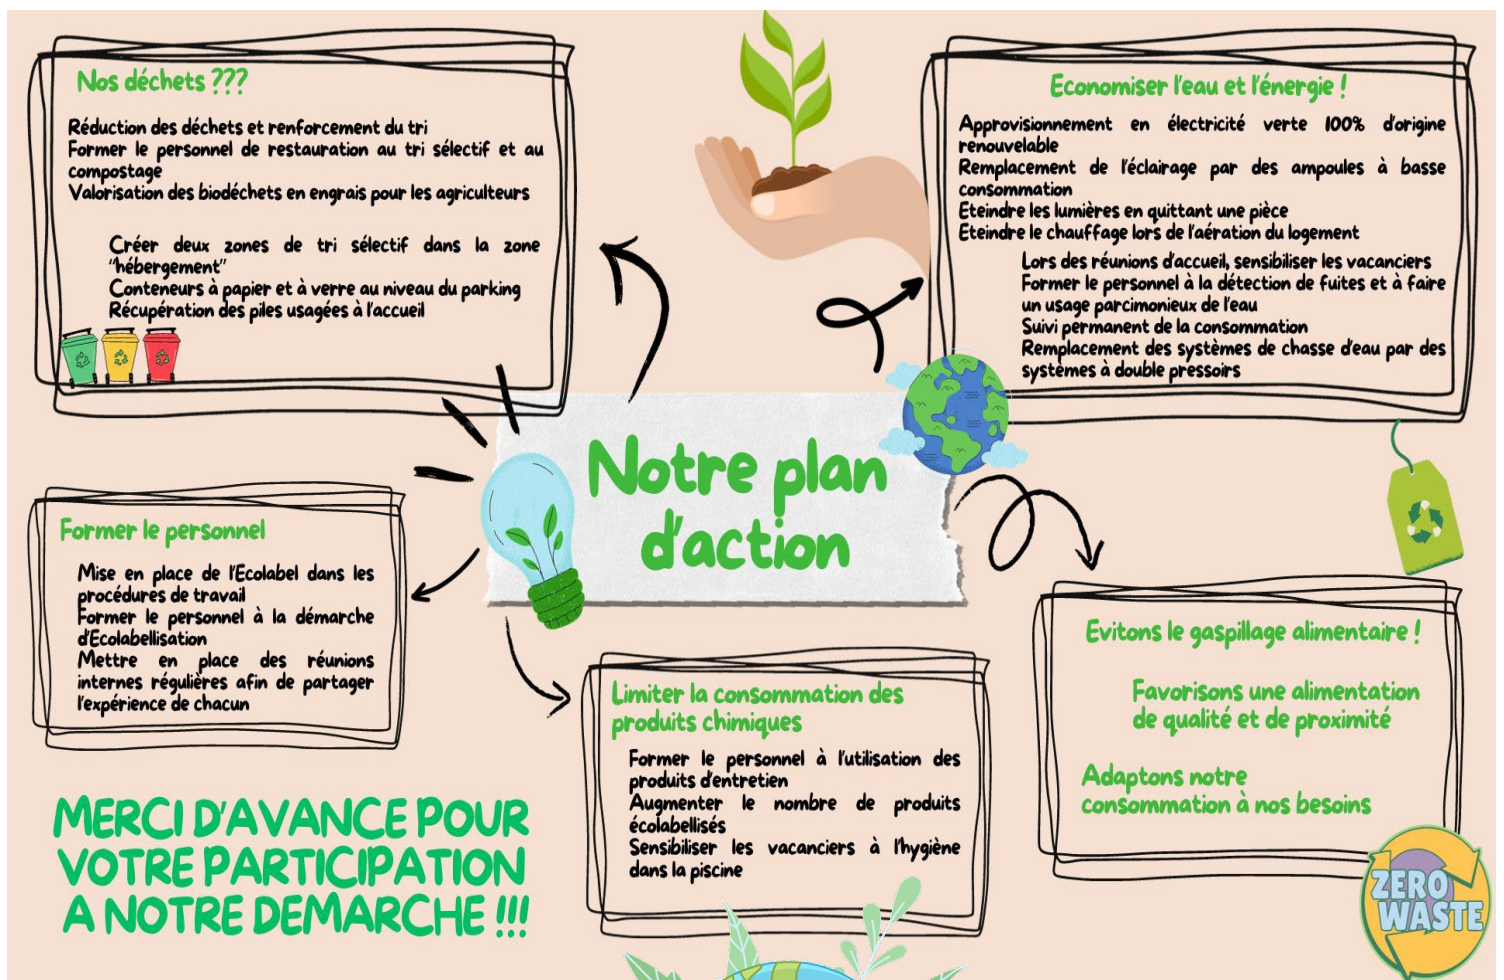 Nos déchets ???
Réduction des déchets et renforcement du tri
Former le personnel de restauration au tri sélectif et au
compostage
Valorisation des biodéchets en engrais pour les agriculteurs
Créer deux zones de tri sélectif dans la zone
"hébergement"
Conteneurs à papier et à verre au niveau du parking
Récupération des piles usagées à l'accueil
Economiser l'eau et l'énergie !
Approvisionnement en électricité verte 100% d'origine
renouvelable
Remplacement de l'éclairage par des ampoules à basse
consommation
Eteindre les lumières en quittant une pièce
Eteindre le chauffage lors de l'aération du logement
Lors des réunions d'accueil, sensibiliser les vacanciers
Former le personnel à la détection de fuites et à faire
un usage parcimonieux de l'eau
Suivi permanent de la consommation
Remplacement des systèmes de chasse d'eau par des
systèmes à double pressoirs
Notre plan
d'action
Former le personnel
Mise en place de l'Ecolabel dans les
procédures de travail
Former le personnel à la démarche
d'Ecolabellisation
Mettre en place des réunions
internes régulières afin de partager
l'expérience de chacun
Limiter la consommation des
produits chimiques
Former le personnel à l'utilisation des
produits d'entretien
Augmenter le nombre de produits
écolabellisés
Sensibiliser les vacanciers à l'hygiène
dans la piscine
Evitons le gaspillage alimentaire !
Favorisons une alimentation
de qualité et de proximité
Adaptons notre
consommation à nos besoins
MERCI D'AVANCE POUR
VOTRE PARTICIPATION
A NOTRE DEMARCHE !!!
ZERO
WASTE